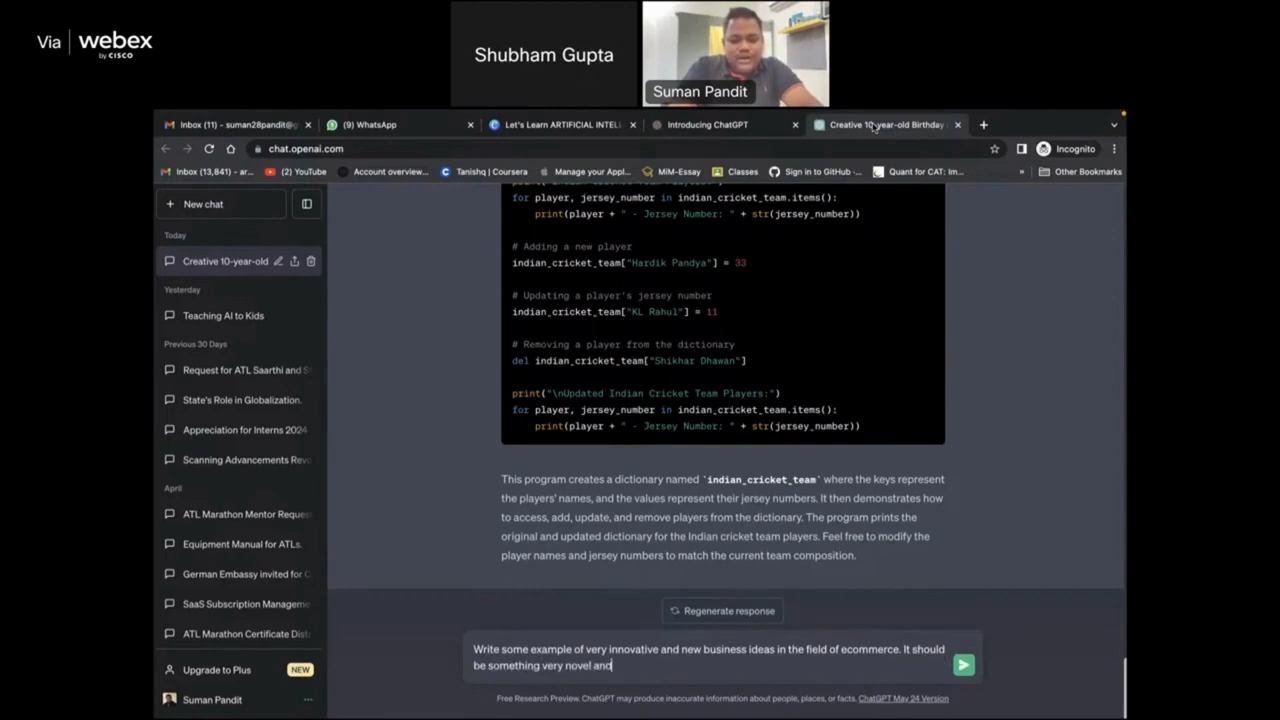 Via webex
by CISCO
Shubham Gupta
Suman Pandit
Inbox (11) - suman28pandit@g
(9) WhatsApp
Let's Learn ARTIFICIAL INTEL
Introducing ChatGPT
Creative 10-year-old Birthday
chat.openai.com
Incognito
Inbox (13,841) - ar...
(2) YouTube
Account overview...
Tanishq | Coursera
Manage your Appl...
MiM-Essay
Classes
Sign in to GitHub ·...
Quant for CAT: Im...
»
Other Bookmarks
+ New chat
Today
Creative 10-year-old
Yesterday
Teaching AI to Kids
Previous 30 Days
Request for ATL Saarthi and S
State's Role in Globalization.
Appreciation for Interns 2024
Scanning Advancements Revo
April
ATL Marathon Mentor Reques
Equipment Manual for ATLs.
German Embassy invited for C
SaaS Subscription Manageme
ATL Marathon Certificate Dist
Upgrade to Plus NEW
Suman Pandit
for player, jersey_number in indian_cricket_team.items():
print(player + " - Jersey Number: " + str(jersey_number))
# Adding a new player
indian_cricket_team["Hardik Pandya"] = 33
# Updating a player's jersey number
indian_cricket_team["KL Rahul"] = 11
# Removing a player from the dictionary
del indian_cricket_team["Shikhar Dhawan"]
print("\nUpdated Indian Cricket Team Players:")
for player, jersey_number in indian_cricket_team.items():
print(player + " - Jersey Number: " + str(jersey_number))
This program creates a dictionary named `indian_cricket_team` where the keys represent
the players' names, and the values represent their jersey numbers. It then demonstrates how
to access, add, update, and remove players from the dictionary. The program prints the
original and updated dictionary for the Indian cricket team players. Feel free to modify the
player names and jersey numbers to match the current team composition.
Regenerate response
Write some example of very innovative and new business ideas in the field of ecommerce. It should
be something very novel and
Free Research Preview. ChatGPT may produce inaccurate information about people, places, or facts. ChatGPT May 24 Version